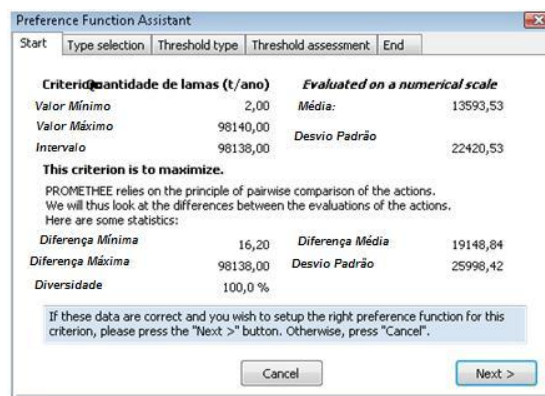 Preference Function Assistant
Start Type selection Threshold type Threshold assessment End
Criterion Quantidade de lamas (t/ano) Evaluated on a numerical scale
Valor Mínimo 2,00 Média: 13593,53
Valor Máximo 98140,00
Desvio Padrão
Intervalo 98138,00 22420,53
This criterion is to maximize.
PROMETHEE relies on the principle of pairwise comparison of the actions.
We will thus look at the differences between the evaluations of the actions.
Here are some statistics:
Diferença Mínima 16,20 Diferença Média 19148,84
Diferença Máxima 98138,00 Desvio Padrão 25998,42
Diversidade 100,0 %
If these data are correct and you wish to setup the right preference function for this
criterion, please press the "Next >" button. Otherwise, press "Cancel".
Cancel Next >